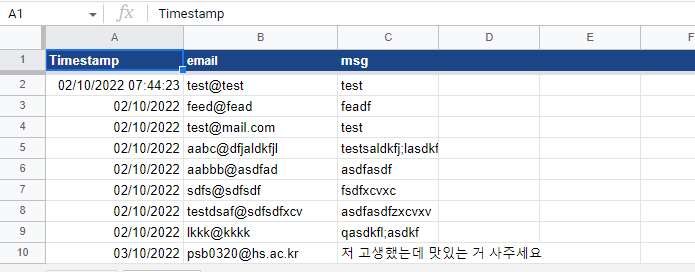 A1 fx Timestamp
A B C D E F
1 Timestamp email msg
2 02/10/2022 07:44:23 test@test test
3 02/10/2022 feed@fead feadf
4 02/10/2022 test@mail.com test
5 02/10/2022 aabc@dfjaldkfjl testsaldkfj;lasdkf
6 02/10/2022 aabbb@asdfad asdfasdf
7 02/10/2022 sdfs@sdfsdf fsdfxcvxc
8 02/10/2022 testdsaf@sdfsdfxcv asdfasdfzxcvxv
9 02/10/2022 lkkk@kkkk qasdkfl;asdkf
10 03/10/2022 psb0320@hs.ac.kr 저 고생했는데 맛있는 거 사주세요